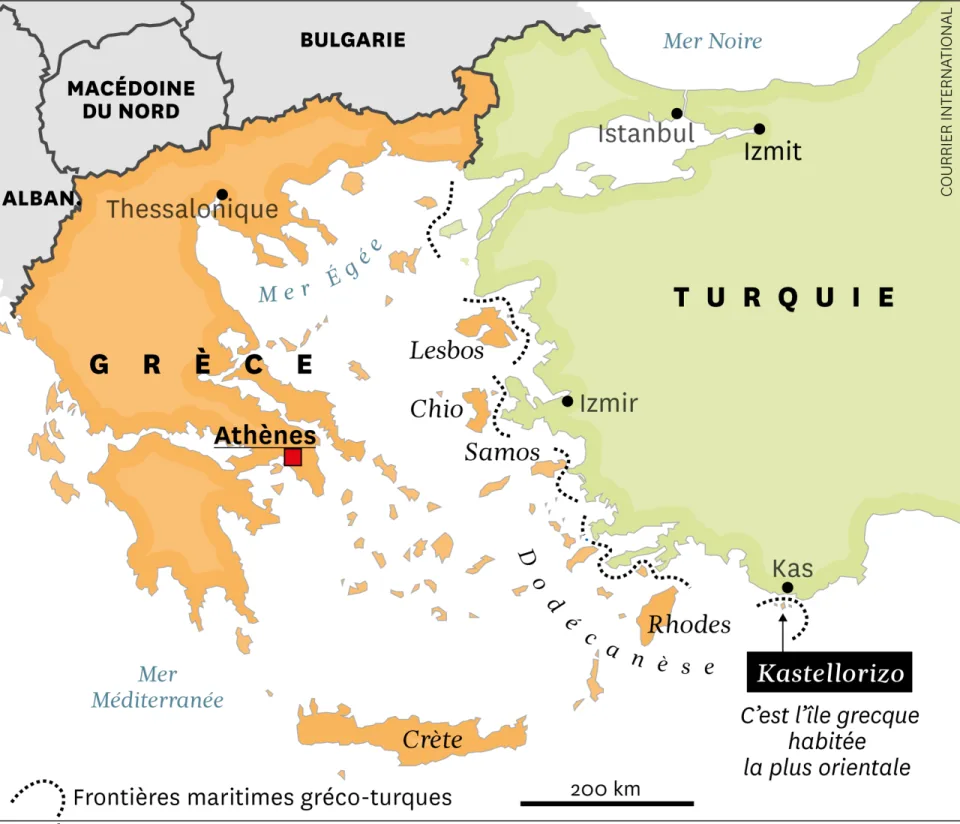 BULGARIE
Mer Noire
COURRIER INTERNATIONAL
MACÉDOINE
DU NORD
Istanbul
Izmit
ALBAN.
Thessalonique
Mer Égée
TURQUIE
GRÈCE
Lesbos
Chio
Izmir
Athènes
Samos
Dodécanèse
Kas
Rhodes
Mer
Méditerranée
Kastellorizo
C’est l’île grecque
habitée
la plus orientale
Crète
Frontières maritimes gréco-turques
200 km